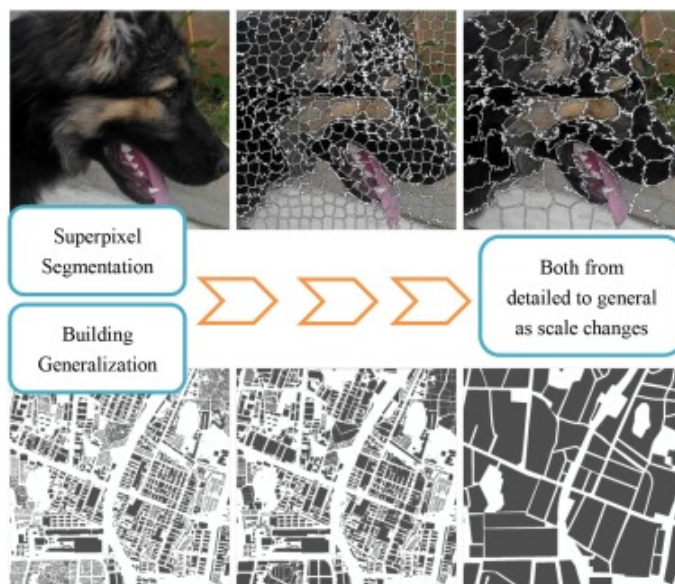 Superpixel
Segmentation
Building
Generalization
Both from
detailed to general
as scale changes